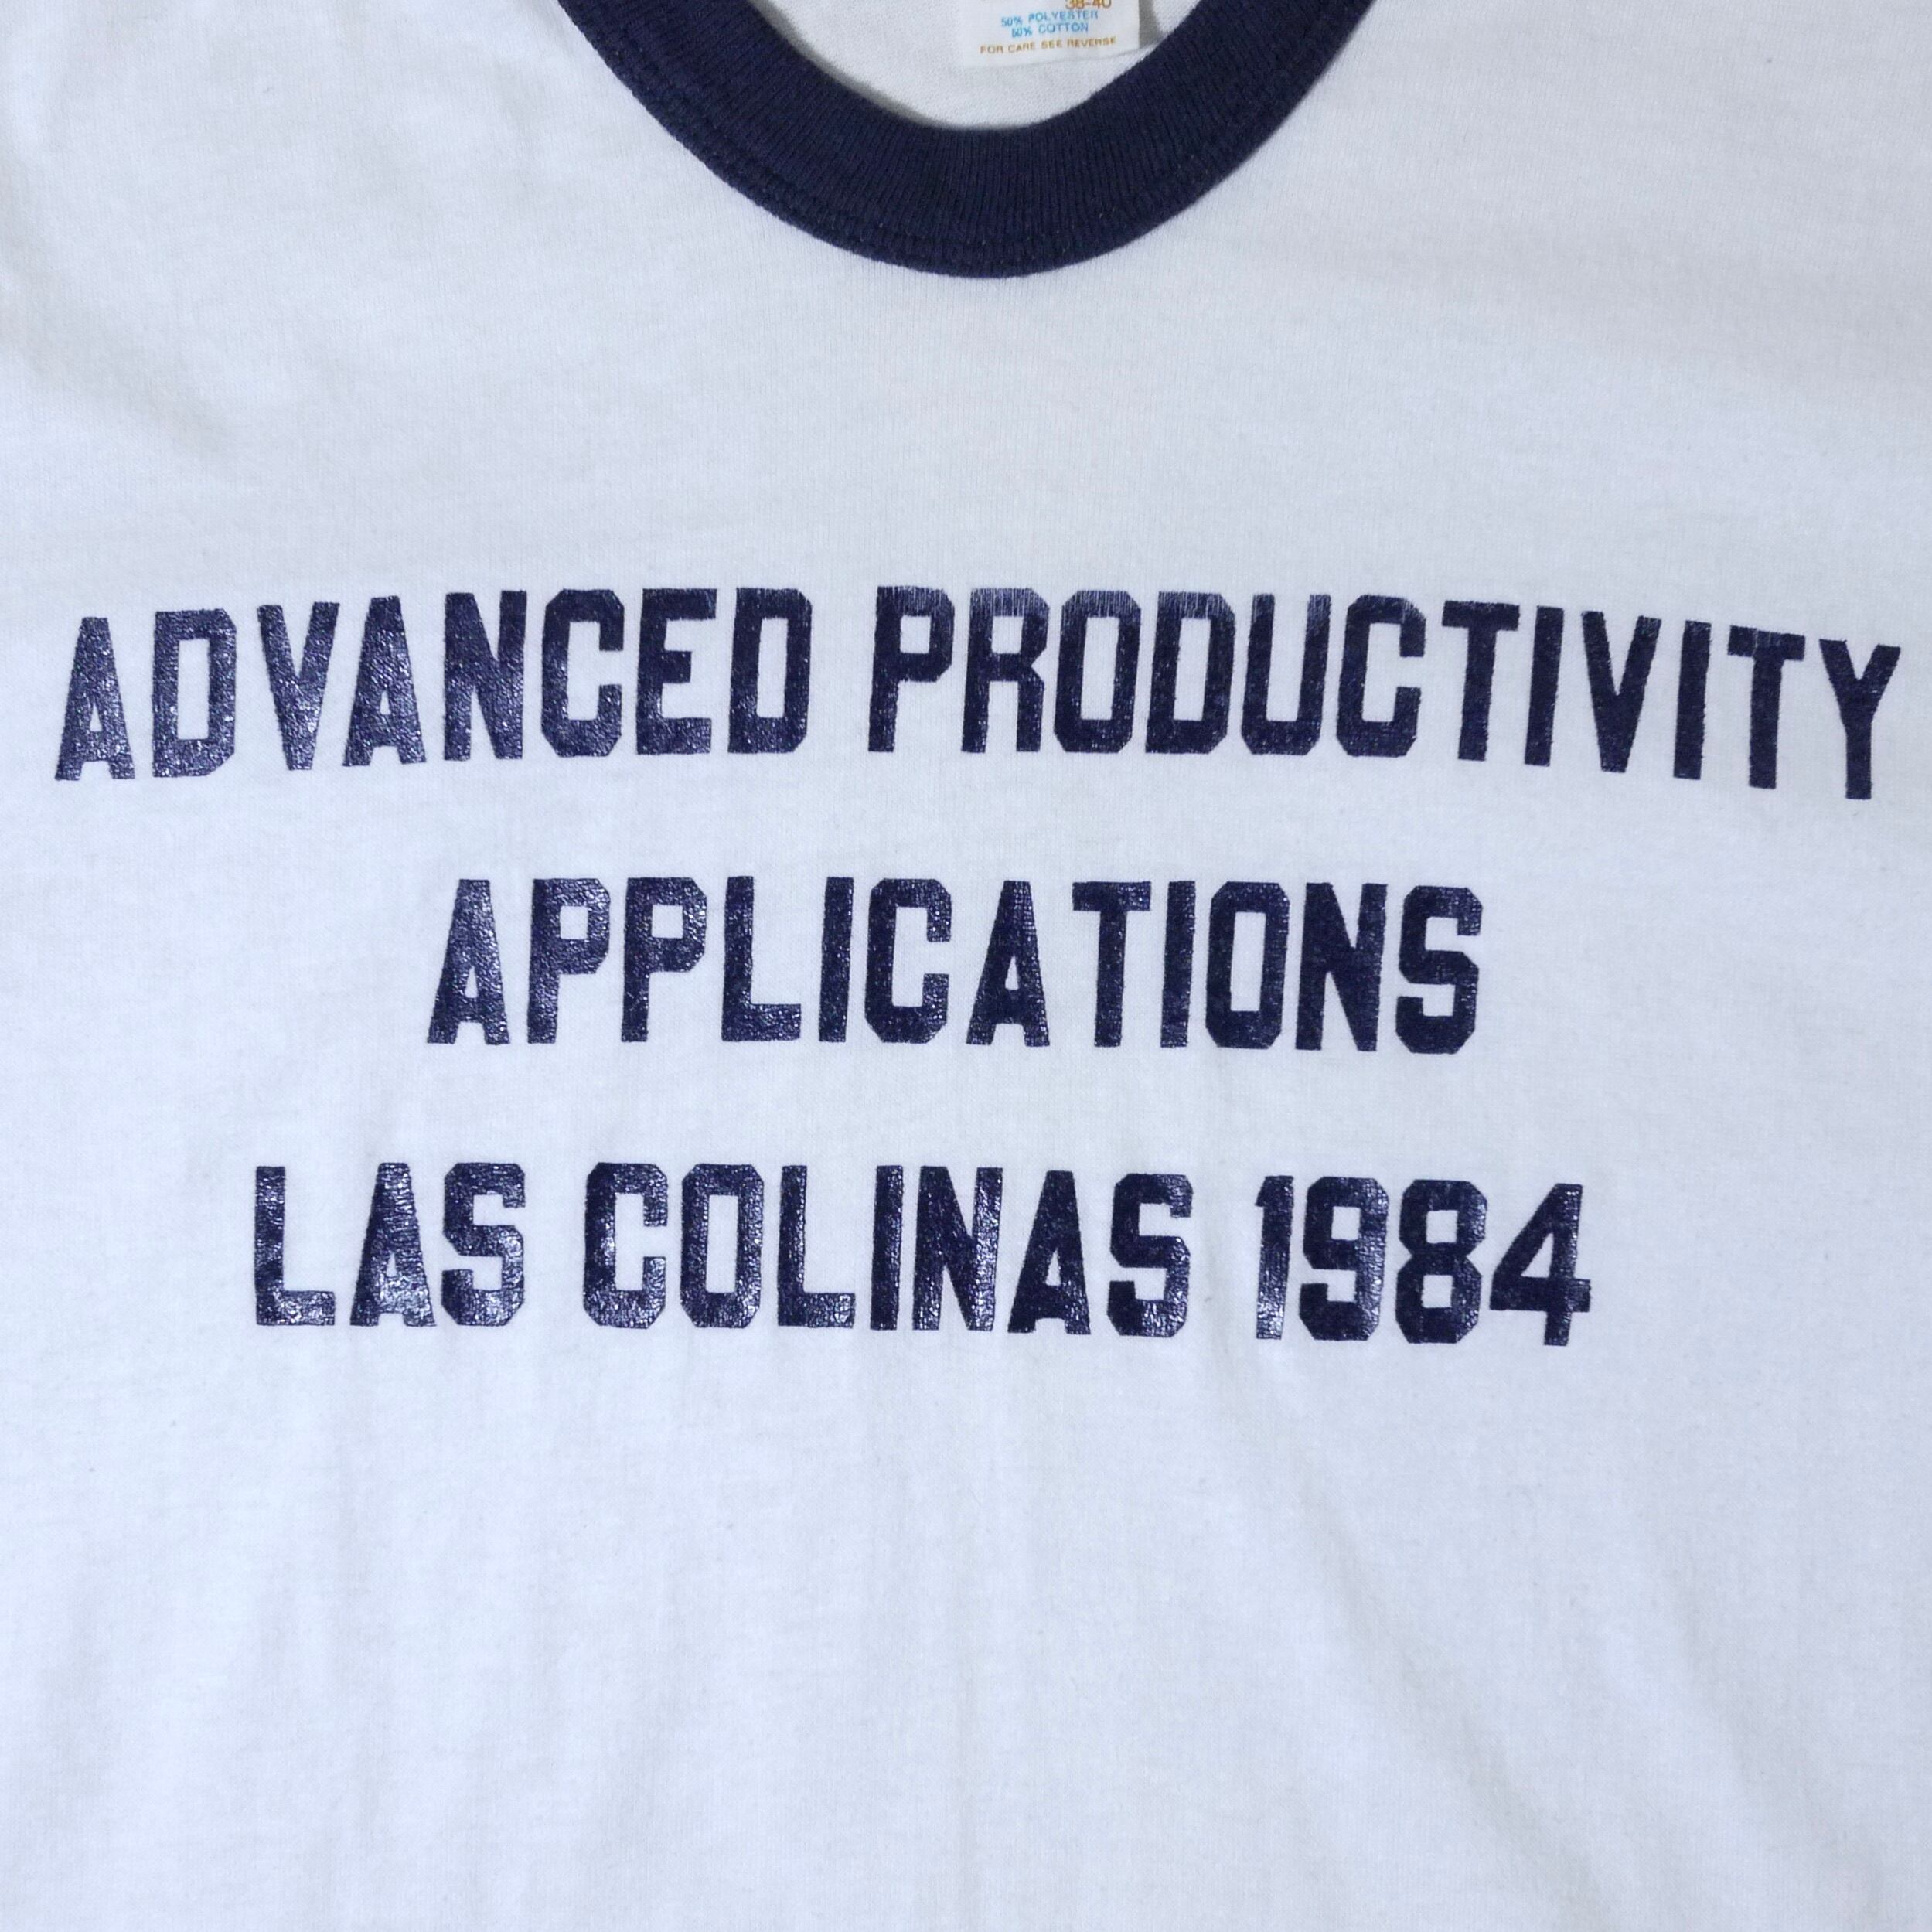 38-40
50% POLYESTER
50% COTTON
FOR CARE SEE REVERSE
ADVANCED PRODUCTIVITY
APPLICATIONS
LAS COLINAS 1984